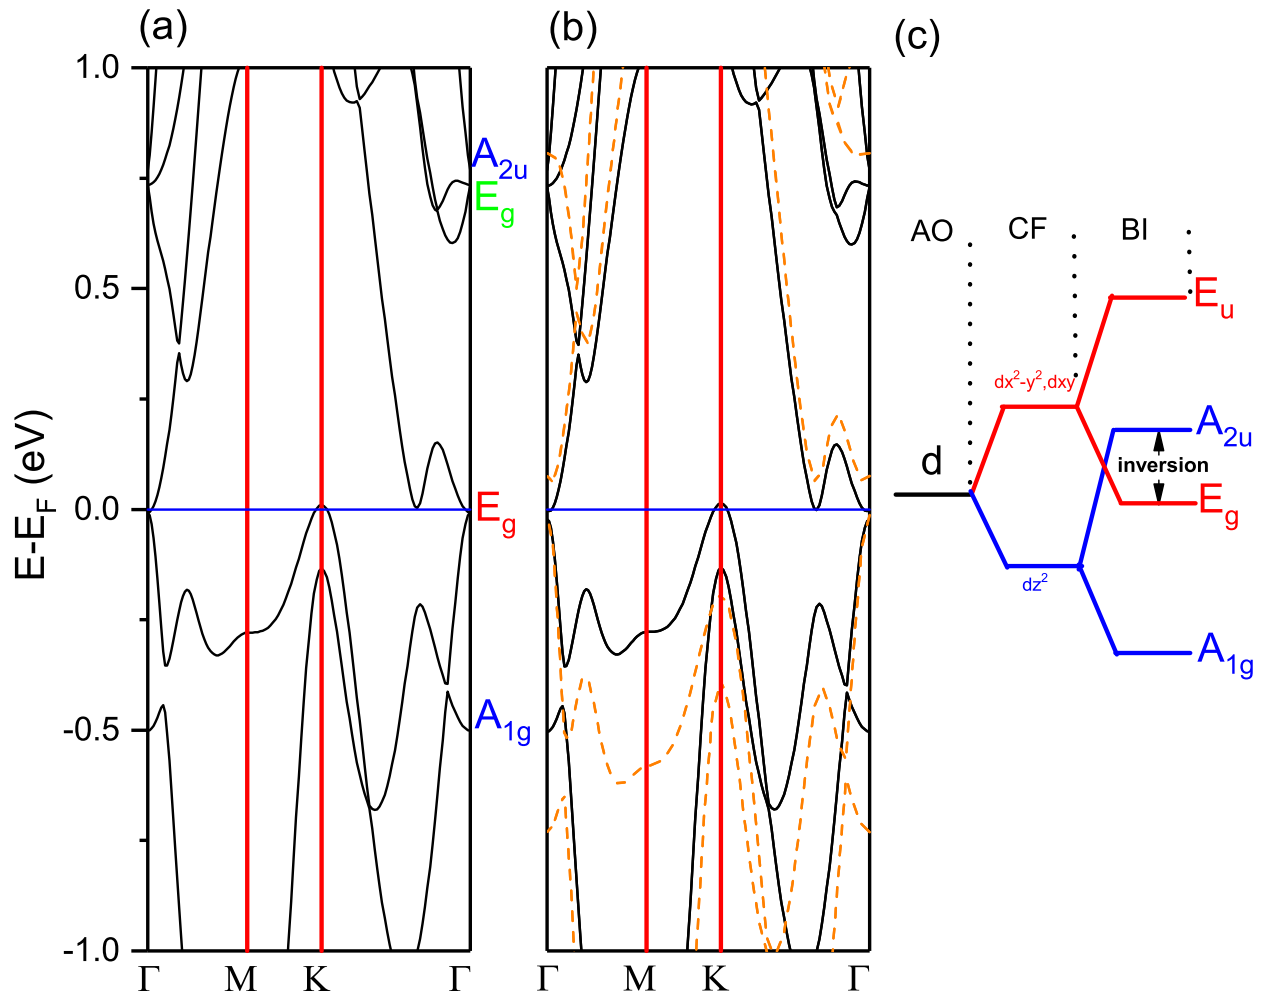 (a)
(b)
(c)
E-E_F (eV)
1.0
0.5
0.0
-0.5
-1.0
Γ M K Γ
A_2u
E_g
E_g
A_1g
Γ M K Γ
AO CF BI
E_u
dx²-y²,dxy
A_2u
d
inversion
E_g
dz²
A_1g